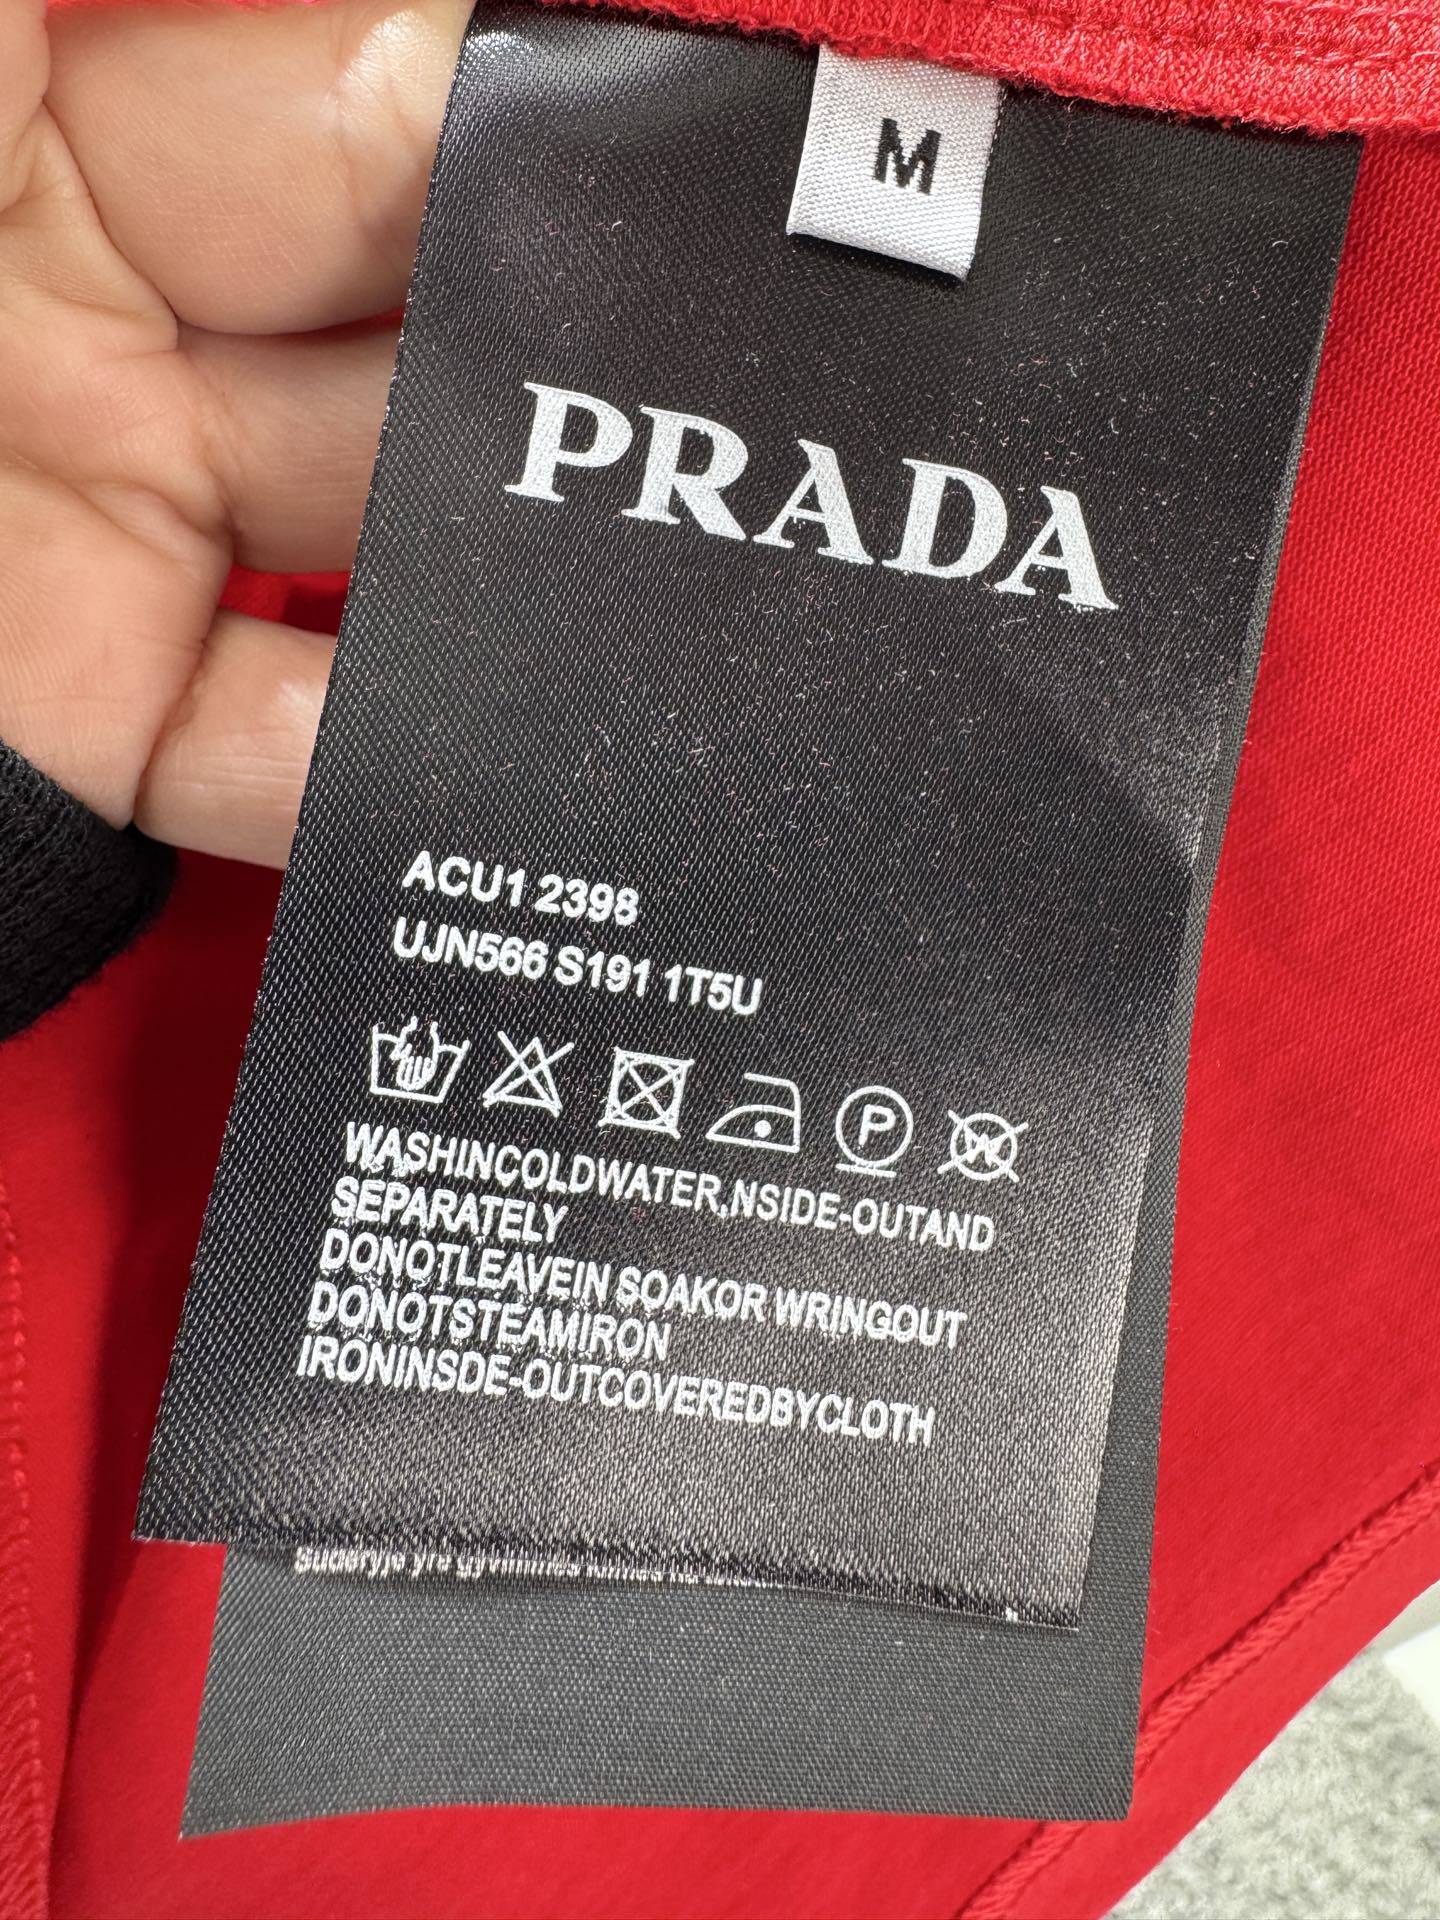 M
PRADA
ACU1 2398
UJN566 S191 1T5U
P
W
WASHINCOLDWATER,NSIDE-OUTAND
SEPARATELY
DONOTLEAVEIN SOAKOR WRINGOUT
DONOTSTEAMIRON
IRONINSDE-OUTCOVEREDBYCLOTH